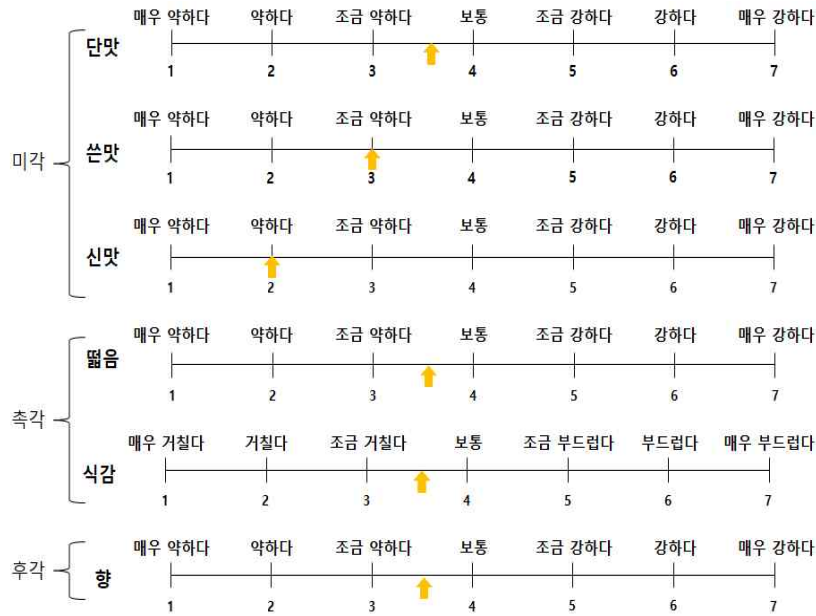 매우 약하다 약하다 조금 약하다 보통 조금 강하다 강하다 매우 강하다
단맛
1 2 3 4 5 6 7
매우 약하다 약하다 조금 약하다 보통 조금 강하다 강하다 매우 강하다
미각 쓴맛
1 2 3 4 5 6 7
매우 약하다 약하다 조금 약하다 보통 조금 강하다 강하다 매우 강하다
신맛
1 2 3 4 5 6 7
매우 약하다 약하다 조금 약하다 보통 조금 강하다 강하다 매우 강하다
떫음
1 2 3 4 5 6 7
촉각
매우 거칠다 거칠다 조금 거칠다 보통 조금 부드럽다 부드럽다 매우 부드럽다
식감
1 2 3 4 5 6 7
매우 약하다 약하다 조금 약하다 보통 조금 강하다 강하다 매우 강하다
후각 향
1 2 3 4 5 6 7